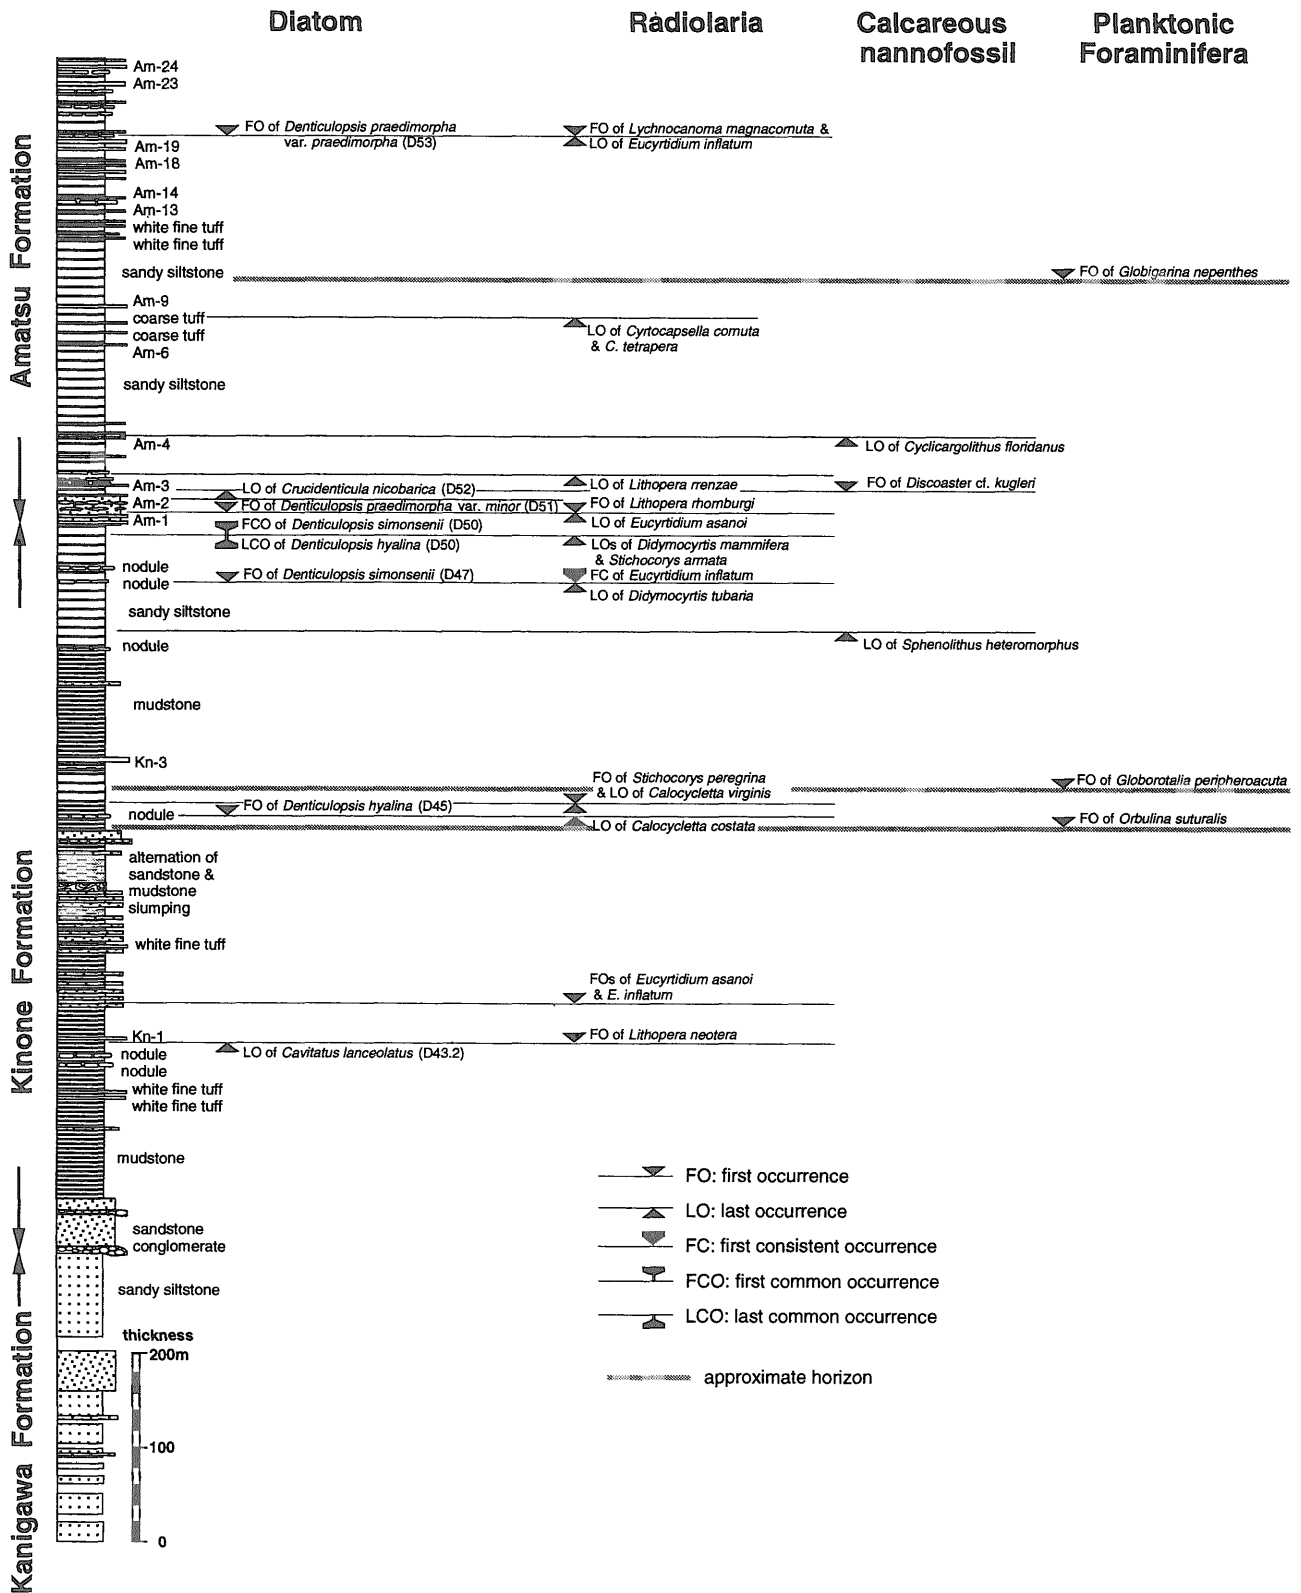 Diatom
Radiolaria
Calcareous
nannofossil
Planktonic
Foraminifera
Amatsu Formation
Kinone Formation
Kanigawa Formation
Am-24
Am-23
Am-19
Am-18
Am-14
Am-13
white fine tuff
white fine tuff
sandy siltstone
Am-9
coarse tuff
coarse tuff
Am-6
sandy siltstone
Am-4
Am-3
Am-2
Am-1
nodule
nodule
sandy siltstone
nodule
mudstone
Kn-3
nodule
alternation of
sandstone &
mudstone
slumping
white fine tuff
Kn-1
nodule
nodule
white fine tuff
white fine tuff
mudstone
sandstone
conglomerate
sandy siltstone
thickness
200m
100
0
FO of Denticulopsis praedimorpha
var. praedimorpha (D53)
LO of Crucidenticula nicobarica (D52)
FO of Denticulopsis praedimorpha var. minor (D51)
FCO of Denticulopsis simonsenii (D50)
LCO of Denticulopsis hyalina (D50)
FO of Denticulopsis simonsenii (D47)
FO of Denticulopsis hyalina (D45)
LO of Cavitatus lanceolatus (D43.2)
FO of Lychnocanoma magnacornuta &
LO of Eucyrtidium inflatum
LO of Cyrtocapsella cornuta
& C. tetrapera
LO of Lithopera rrenzae
FO of Lithopera rhornburgi
LO of Eucyrtidium asanoi
LOs of Didymocyrtis mammifera
& Stichocorys armata
FC of Eucyrtidium inflatum
LO of Didymocyrtis tubaria
FO of Stichocorys peregrina
& LO of Calocycletta virginis
LO of Calocycletta costata
FOs of Eucyrtidium asanoi
& E. inflatum
FO of Lithopera neotera
LO of Cyclicargolithus floridanus
FO of Discoaster cf. kugleri
LO of Sphenolithus heteromorphus
FO of Globigarina nepenthes
FO of Globorotalia peripheroacuta
FO of Orbulina suturalis
FO: first occurrence
LO: last occurrence
FC: first consistent occurrence
FCO: first common occurrence
LCO: last common occurrence
approximate horizon